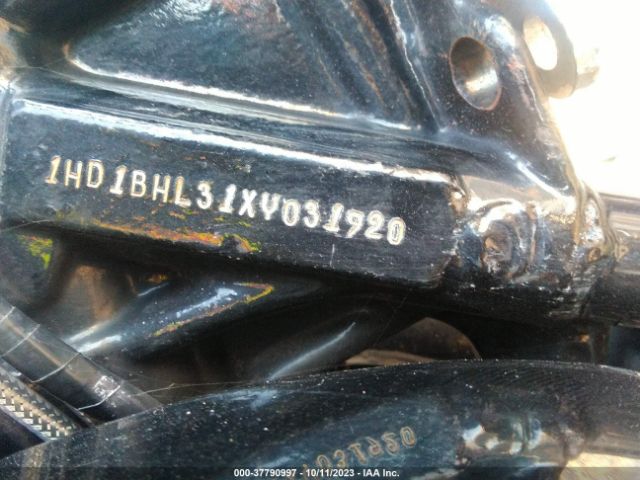 1HD1BHL31XY031920
000-37790997 - 10/11/2023 - IAA Inc.